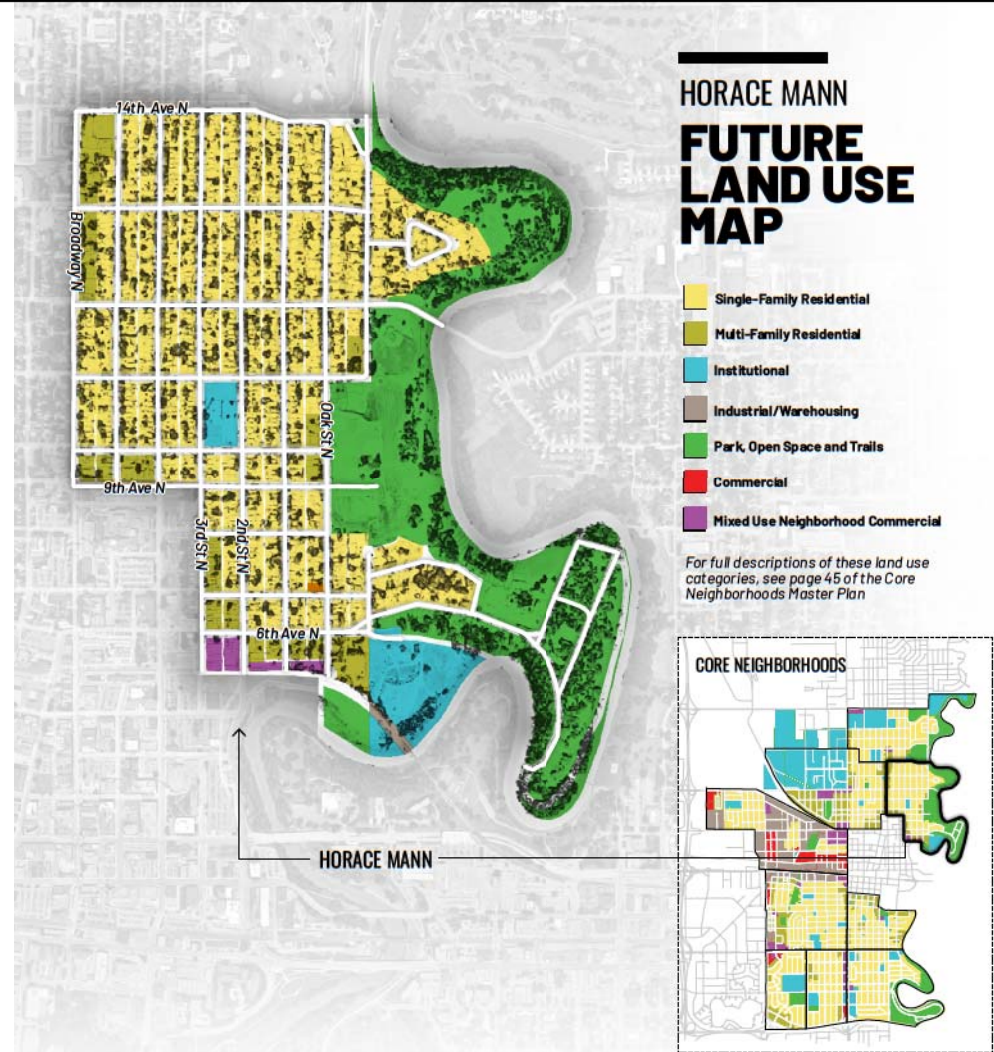 HORACE MANN
FUTURE
LAND USE
MAP
Single-Family Residential
Multi-Family Residential
Institutional
Industrial/Warehousing
Park, Open Space and Trails
Commercial
Mixed Use Neighborhood Commercial
For full descriptions of these land use
categories, see page 45 of the Core
Neighborhoods Master Plan
14th Ave N
Broadway N
Oak St N
9th Ave N
3rd St N
2nd St N
6th Ave N
CORE NEIGHBORHOODS
HORACE MANN